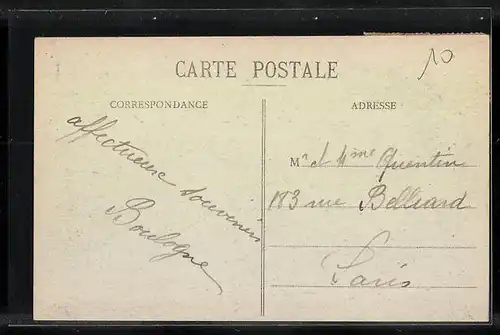 10
CARTE POSTALE
CORRESPONDANCE
ADRESSE
affectueux souvenir
Boulogne
Mr et Mme Quentin
183 rue Belliard
Paris